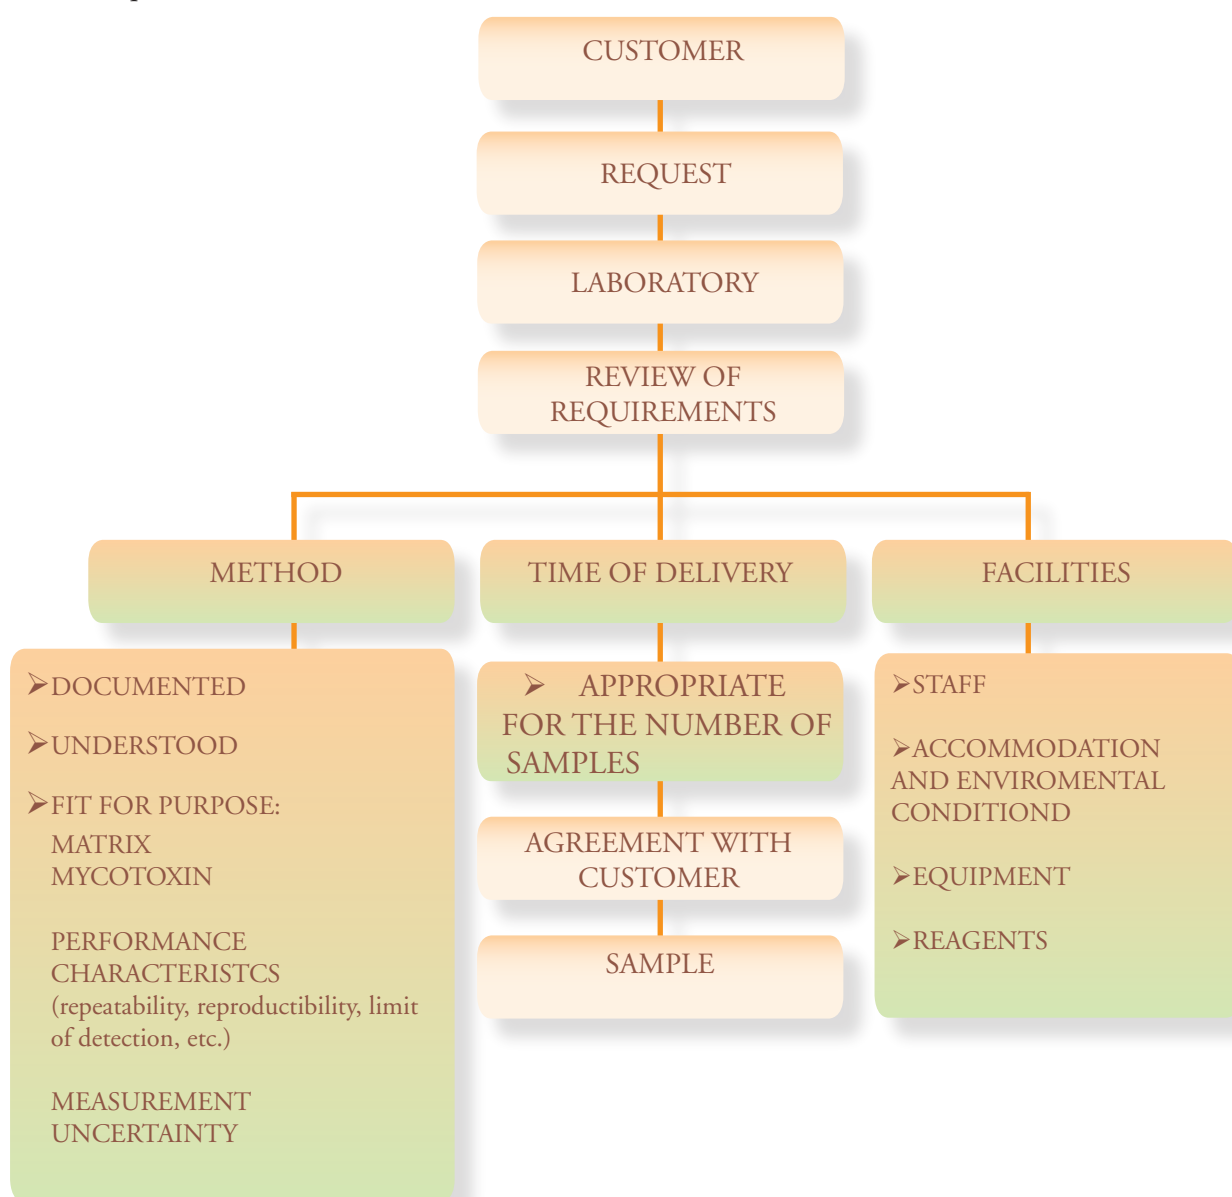 CUSTOMER
REQUEST
LABORATORY
REVIEW OF
REQUIREMENTS
METHOD
➢DOCUMENTED
➢UNDERSTOOD
➢FIT FOR PURPOSE:
MATRIX
MYCOTOXIN
PERFORMANCE
CHARACTERISTCS
(repeatability, reproductibility, limit
of detection, etc.)
MEASUREMENT
UNCERTAINTY
TIME OF DELIVERY
➢ APPROPRIATE
FOR THE NUMBER OF
SAMPLES
AGREEMENT WITH
CUSTOMER
SAMPLE
FACILITIES
➢STAFF
➢ACCOMMODATION
AND ENVIROMENTAL
CONDITIOND
➢EQUIPMENT
➢REAGENTS